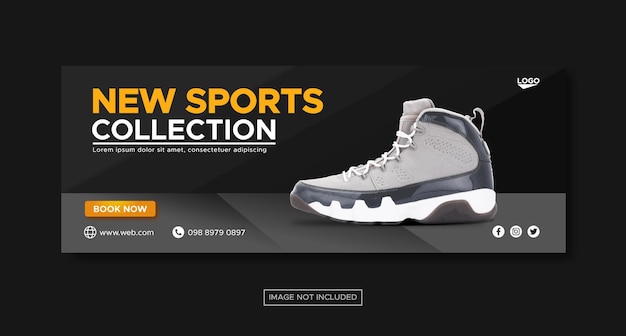 LOGO
NEW SPORTS
COLLECTION
Lorem ipsum dolor sit amet, consectetuer adipiscing
BOOK NOW
www.web.com
098 8979 0897
IMAGE NOT INCLUDED